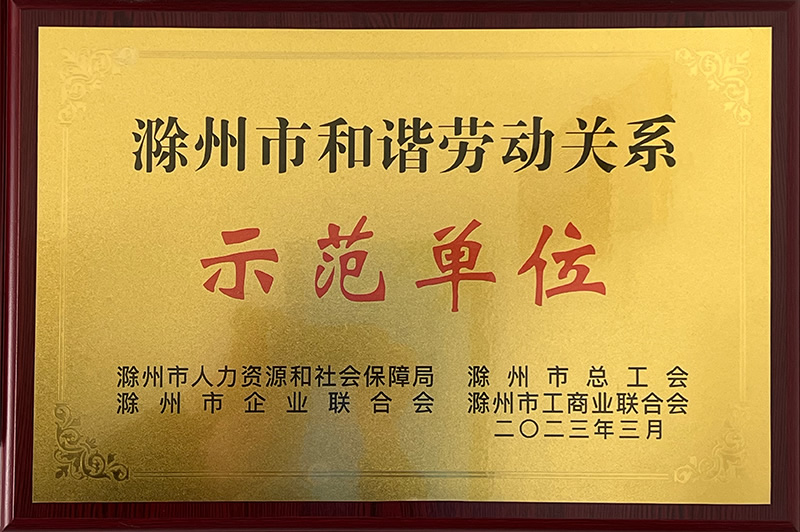 滁州市和谐劳动关系
示范单位
滁州市人力资源和社会保障局 滁州市总工会
滁州市企业联合会 滁州市工商业联合会
二〇二三年三月